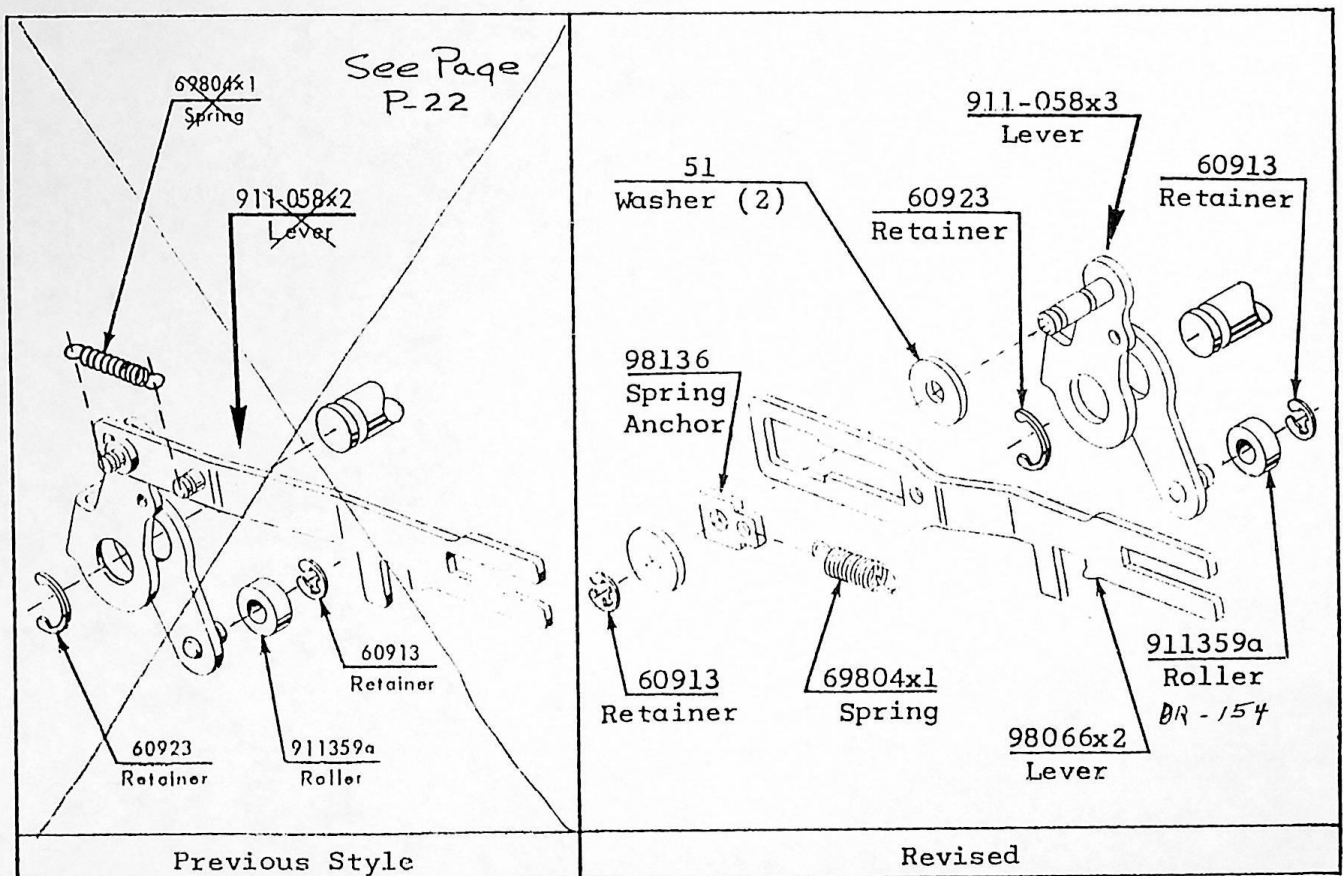 See Page
P-22
69804x1
Spring
911-058x2
Lever
60913
Retainer
60923
Retainer
911359a
Roller
Previous Style
911-058x3
Lever
51
Washer (2)
60923
Retainer
60913
Retainer
98136
Spring
Anchor
60913
Retainer
69804x1
Spring
911359a
Roller
BR-154
98066x2
Lever
Revised